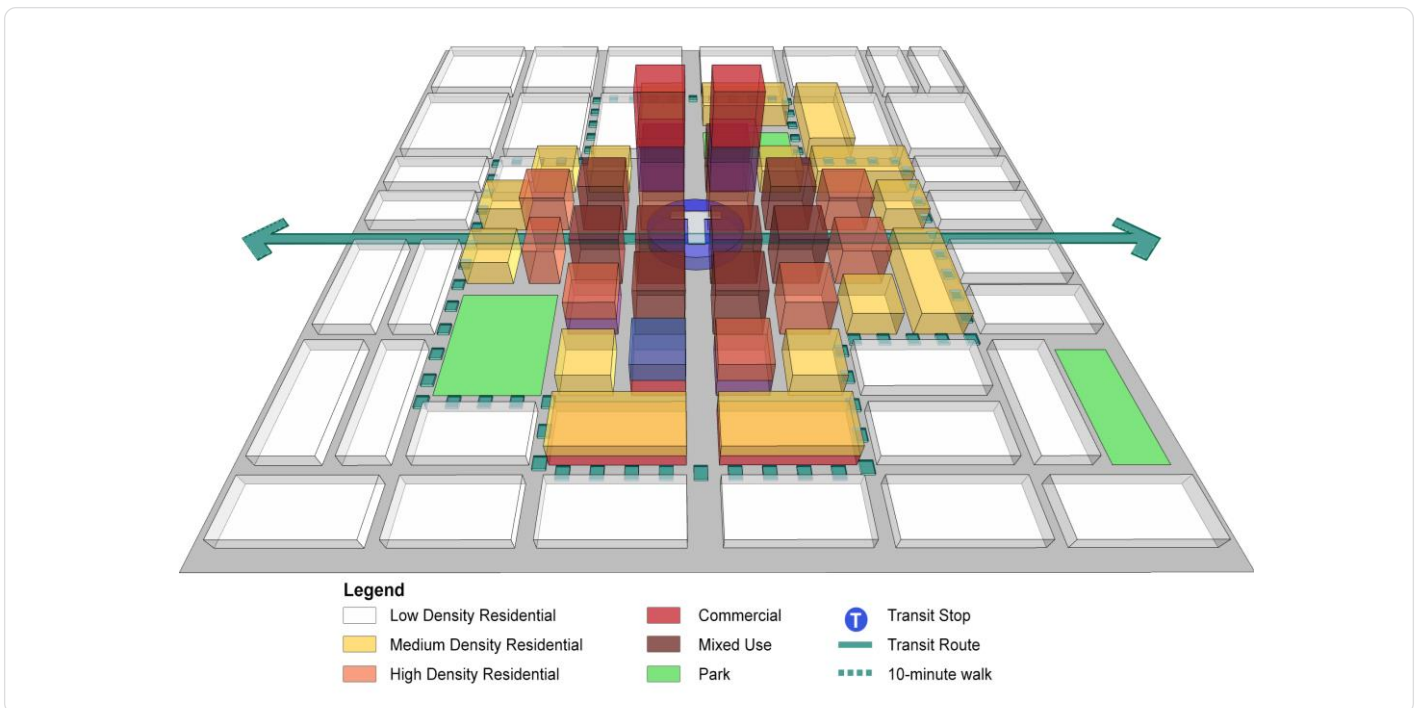 T
Legend
Low Density Residential
Commercial
T
Transit Stop
Medium Density Residential
Mixed Use
Transit Route
High Density Residential
Park
10-minute walk